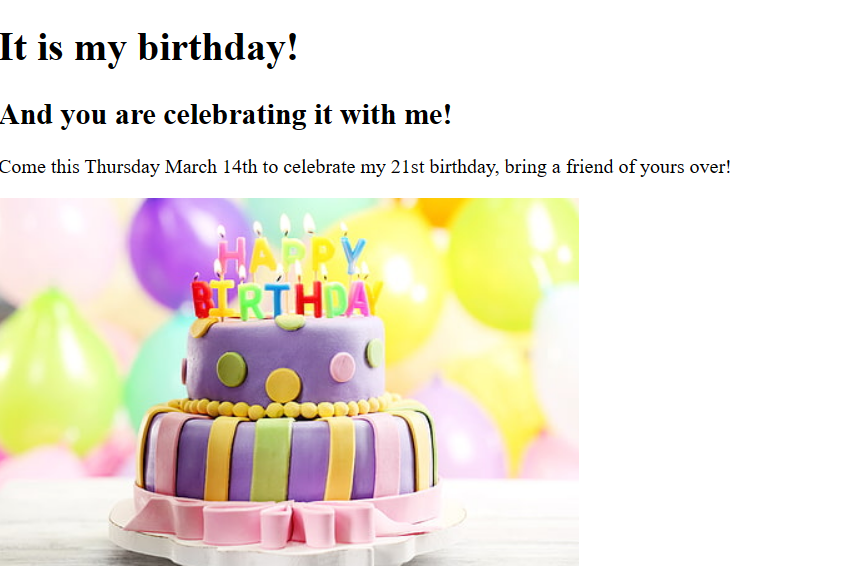 It is my birthday!
And you are celebrating it with me!
Come this Thursday March 14th to celebrate my 21st birthday, bring a friend of yours over!
HAPPY
BIRTHDAY